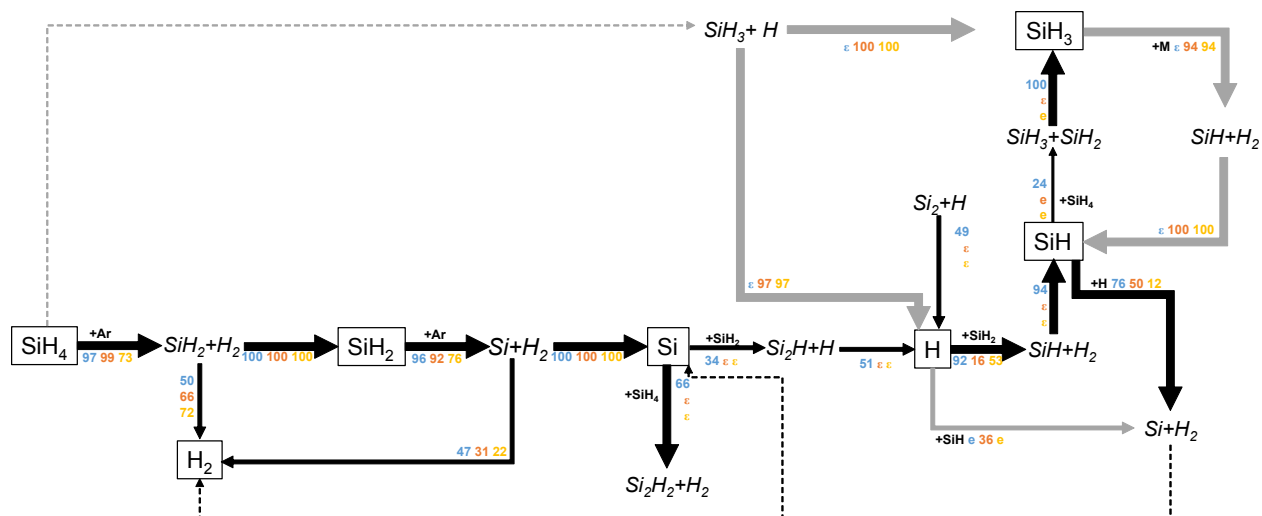 SiH₃+ H
SiH₃
ε 100 100
+M ε 94 94
100
ε
e
SiH₃+SiH₂
SiH+H₂
24
e
e
+SiH₄
Si₂+H
49
ε
ε
SiH
ε 100 100
+H 76 50 12
94
ε
ε
ε 97 97
SiH₄
+Ar
97 99 73
SiH₂+H₂
100 100 100
SiH₂
+Ar
96 92 76
Si+H₂
100 100 100
Si
+SiH₂
34 ε ε
Si₂H+H
51 ε ε
H
+SiH₂
92 16 53
SiH+H₂
50
66
72
+SiH₄
66
ε
ε
+SiH e 36 e
Si+H₂
H₂
47 31 22
Si₂H₂+H₂